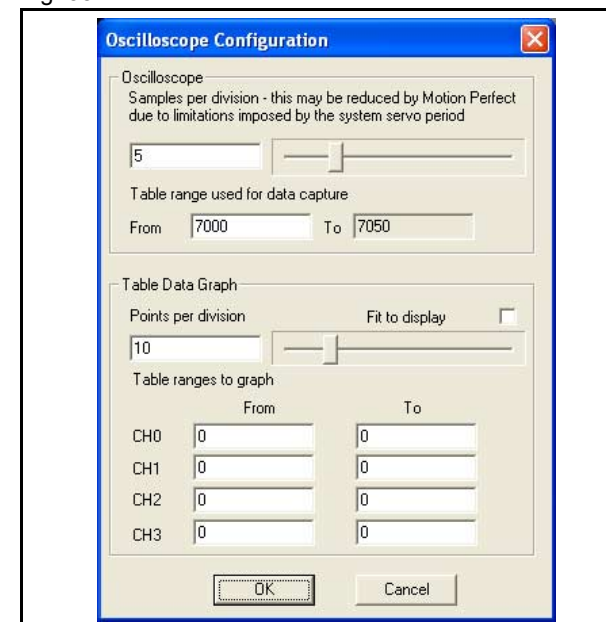 Oscilloscope Configuration
Oscilloscope
Samples per division - this may be reduced by Motion Perfect
due to limitations imposed by the system servo period
5
Table range used for data capture
From 7000 To 7050
Table Data Graph
Points per division Fit to display
10
Table ranges to graph
From To
CH0 0 0
CH1 0 0
CH2 0 0
CH3 0 0
OK Cancel